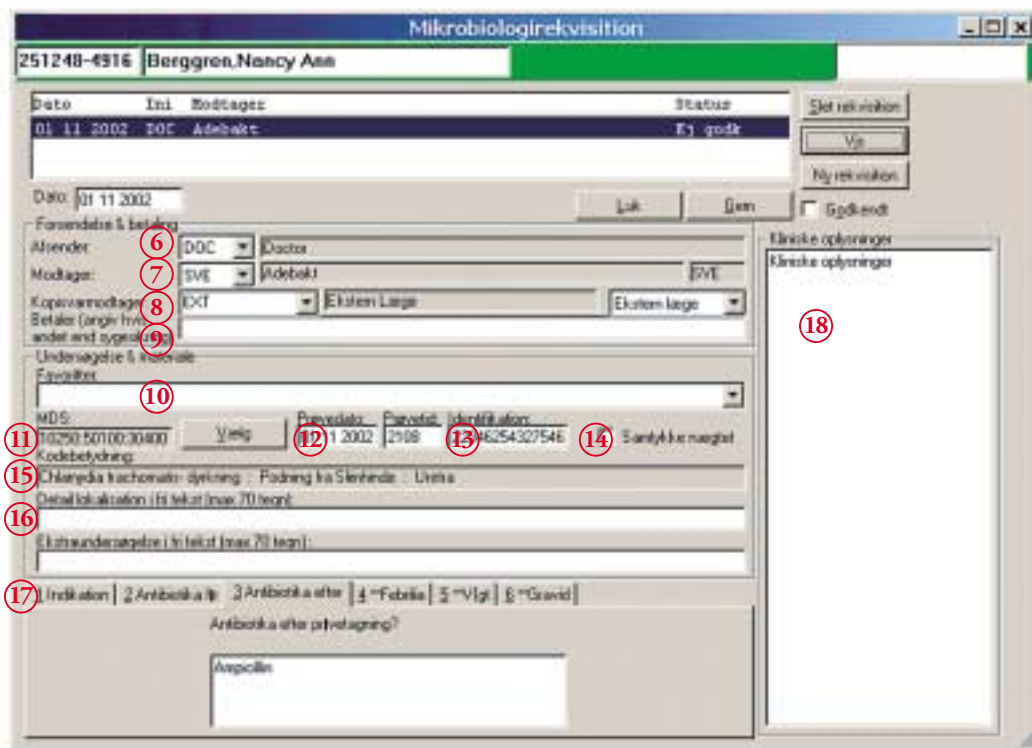 Mikrobiologirekvisition
251248-4916 Berggren,Nancy Ann
Dato Ini Modtager Status
01 11 2002 DOC Adebakt Ej godk
Slet rekvisition
Vis
Ny rekvisition
Dato: 01 11 2002
Luk Gem Godkendt
Forsendelse & betaling
Afsender: 6 DOC Doctor
Modtager: 7 SVE Adebakt SVE
Kopisvarmodtager 8 EXT Ekstern Læge Ekstern læge
Betaler (angiv hvis
andet end sygesikring) 9
Undersøgelse & materiale
Favoritter:
10
MDS: Prøvedato: Prøvetid: Identifikation:
11 10250:50100:30400 Vælg 12 11 2002 2108 13 46254327546 14 Samtykke nægtet
Kodebetydning:
15 Chlamydia trachomatis- dyrkning : Podning fra Slimhinde : Uretra
Detail lokalisation i fri tekst (max 70 tegn):
16
Ekstraundersøgelse i fri tekst (max 70 tegn):
17 1 Indikation 2 Antibiotika før 3 Antibiotika efter 4 Febrilia 5 Vigt 6 Gravid
Antibiotika efter prøvetagning?
Ampicillin
Kliniske oplysninger
Kliniske oplysninger
18